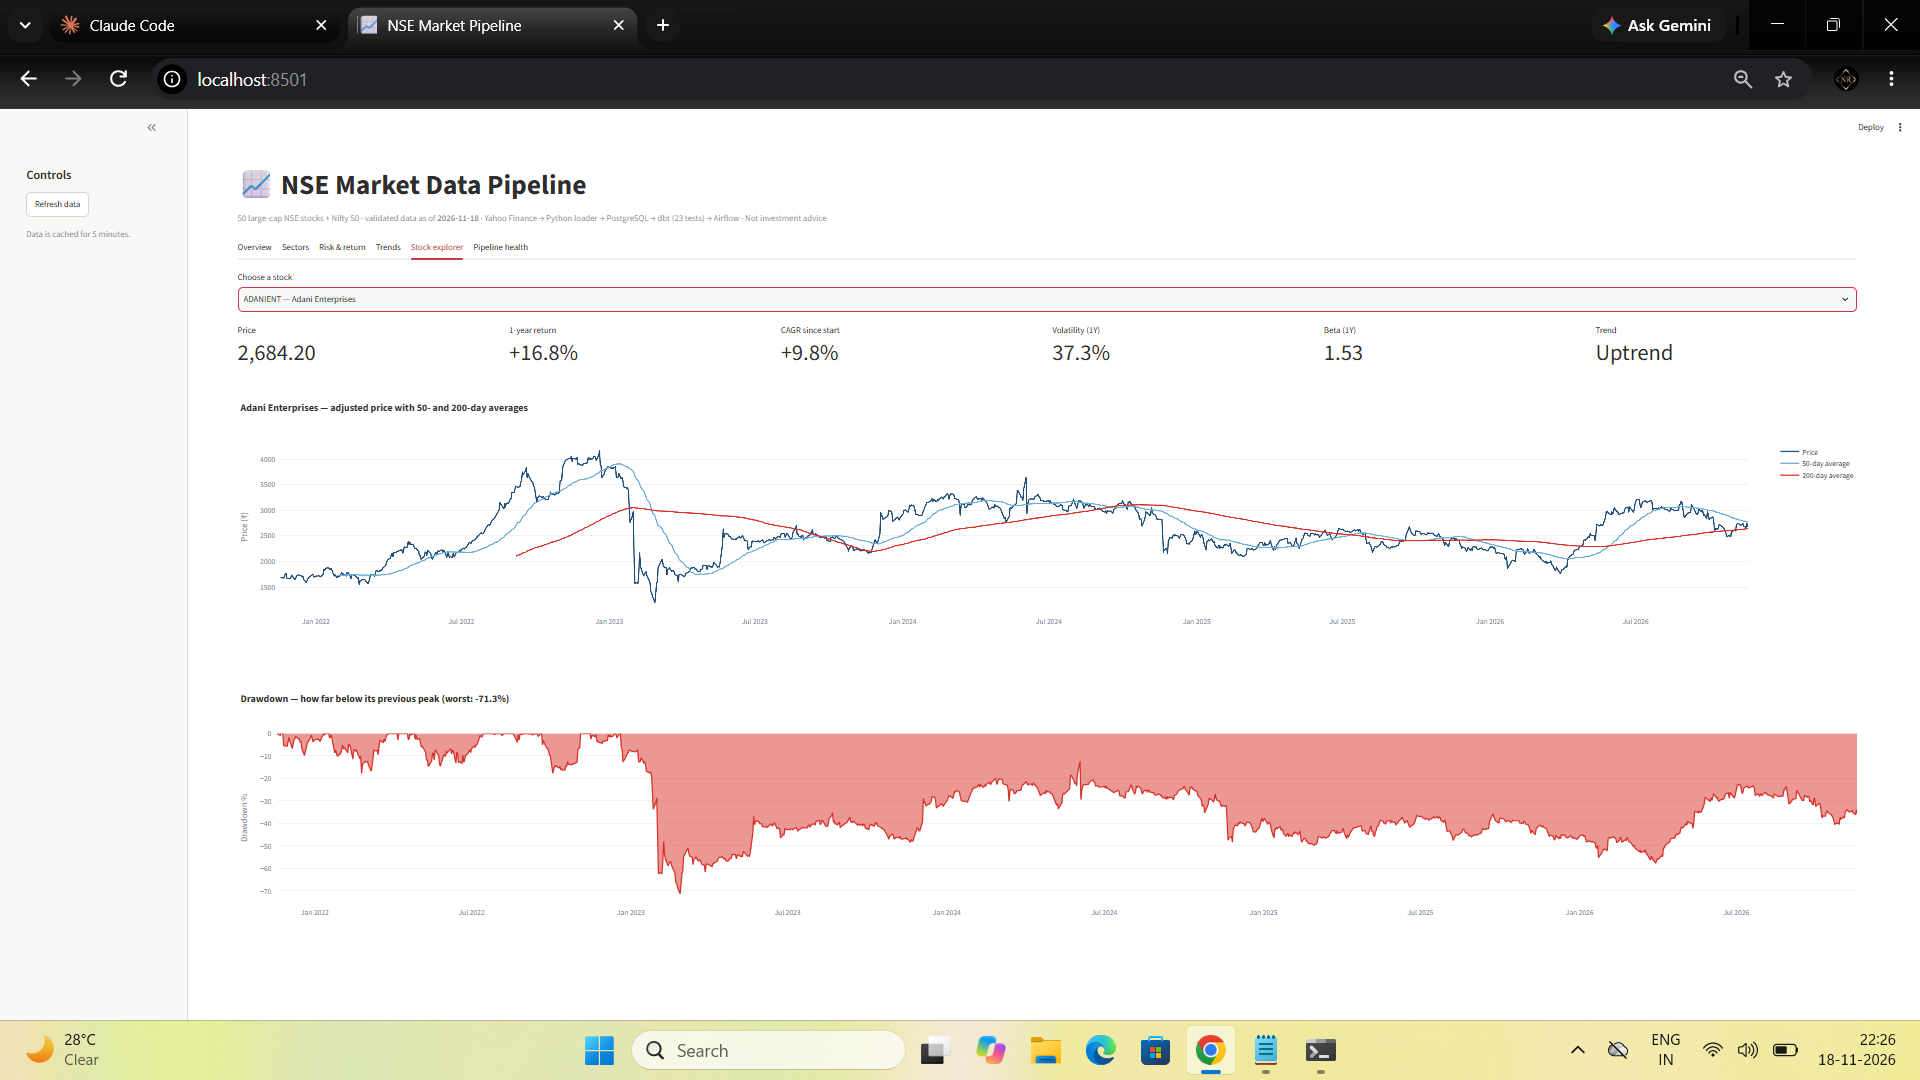 Claude Code
NSE Market Pipeline
Ask Gemini
localhost:8501
NR
Deploy
Controls
Refresh data
Data is cached for 5 minutes.
NSE Market Data Pipeline
50 large-cap NSE stocks + Nifty 50 · validated data as of 2026-11-18 · Yahoo Finance → Python loader → PostgreSQL → dbt (23 tests) → Airflow · Not investment advice
Overview Sectors Risk & return Trends Stock explorer Pipeline health
Choose a stock
ADANIENT — Adani Enterprises
Price 1-year return CAGR since start Volatility (1Y) Beta (1Y) Trend
2,684.20 +16.8% +9.8% 37.3% 1.53 Uptrend
Adani Enterprises — adjusted price with 50- and 200-day averages
Price (₹)
4000
3500
3000
2500
2000
1500
Jan 2022 Jul 2022 Jan 2023 Jul 2023 Jan 2024 Jul 2024 Jan 2025 Jul 2025 Jan 2026 Jul 2026
Price
50-day average
200-day average
Drawdown — how far below its previous peak (worst: -71.3%)
Drawdown %
0
−10
−20
−30
−40
−50
−60
−70
Jan 2022 Jul 2022 Jan 2023 Jul 2023 Jan 2024 Jul 2024 Jan 2025 Jul 2025 Jan 2026 Jul 2026
28°C
Clear
Search
ENG
IN
22:26
18-11-2026